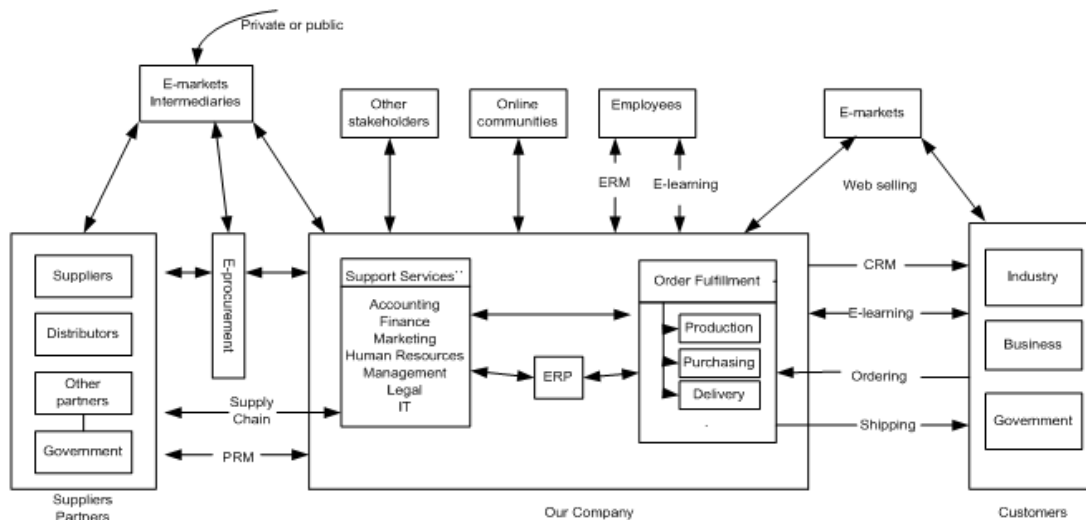 Private or public
E-markets
Intermediaries
Other
stakeholders
Online
communities
Employees
E-markets
ERM
E-learning
Web selling
Suppliers
Distributors
Other
partners
Government
Suppliers
Partners
E-procurement
Supply
Chain
PRM
Support Services``
Accounting
Finance
Marketing
Human Resources
Management
Legal
IT
ERP
Order Fulfillment
Production
Purchasing
Delivery
Our Company
CRM
E-learning
Ordering
Shipping
Industry
Business
Government
Customers